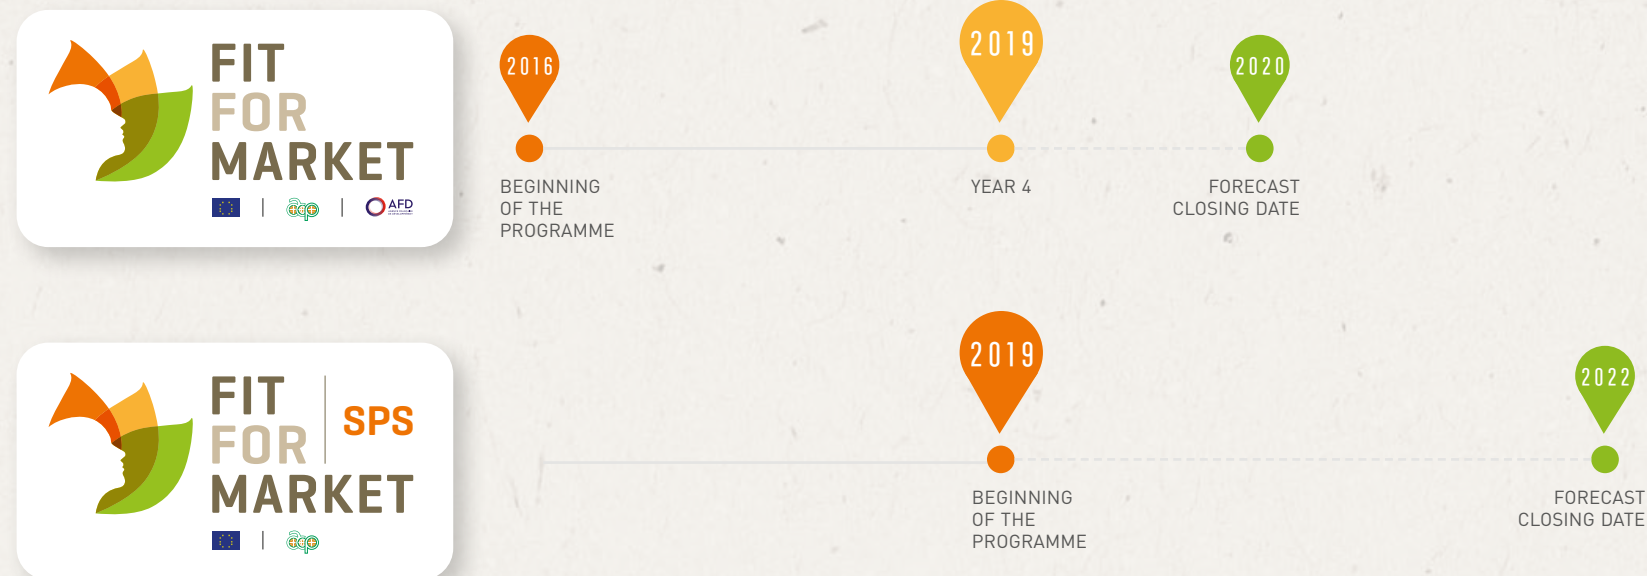 FIT
FOR
MARKET
AFD
2016
2019
2020
BEGINNING
OF THE
PROGRAMME
YEAR 4
FORECAST
CLOSING DATE
FIT
FOR
MARKET
SPS
2019
2022
BEGINNING
OF THE
PROGRAMME
FORECAST
CLOSING DATE